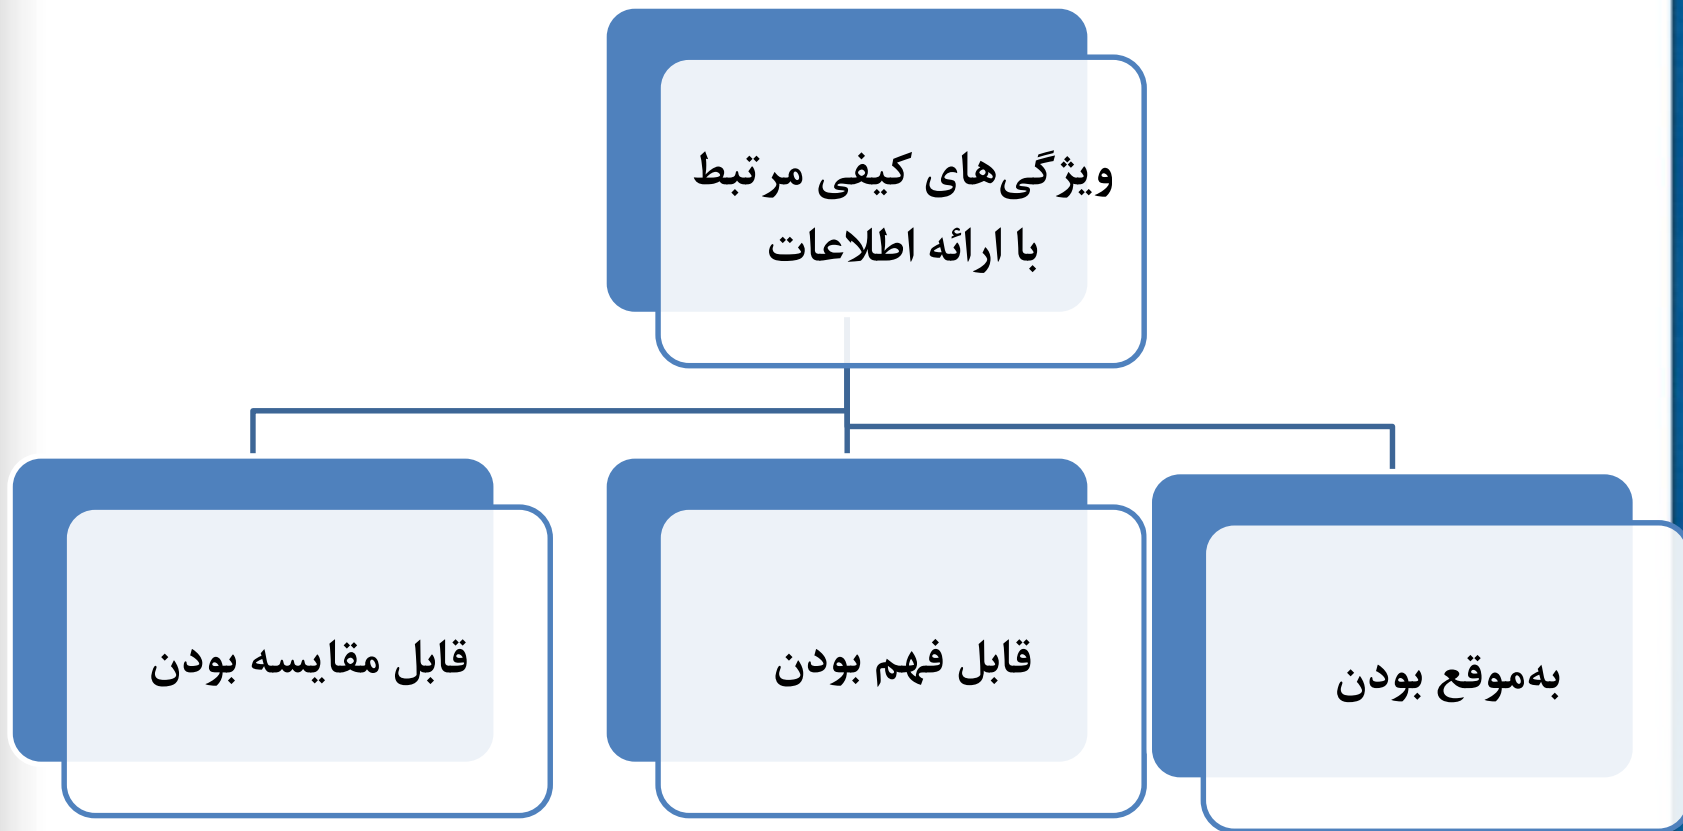 ویژگی‌های کیفی مرتبط
با ارائه اطلاعات
به‌موقع بودن
قابل فهم بودن
قابل مقایسه بودن